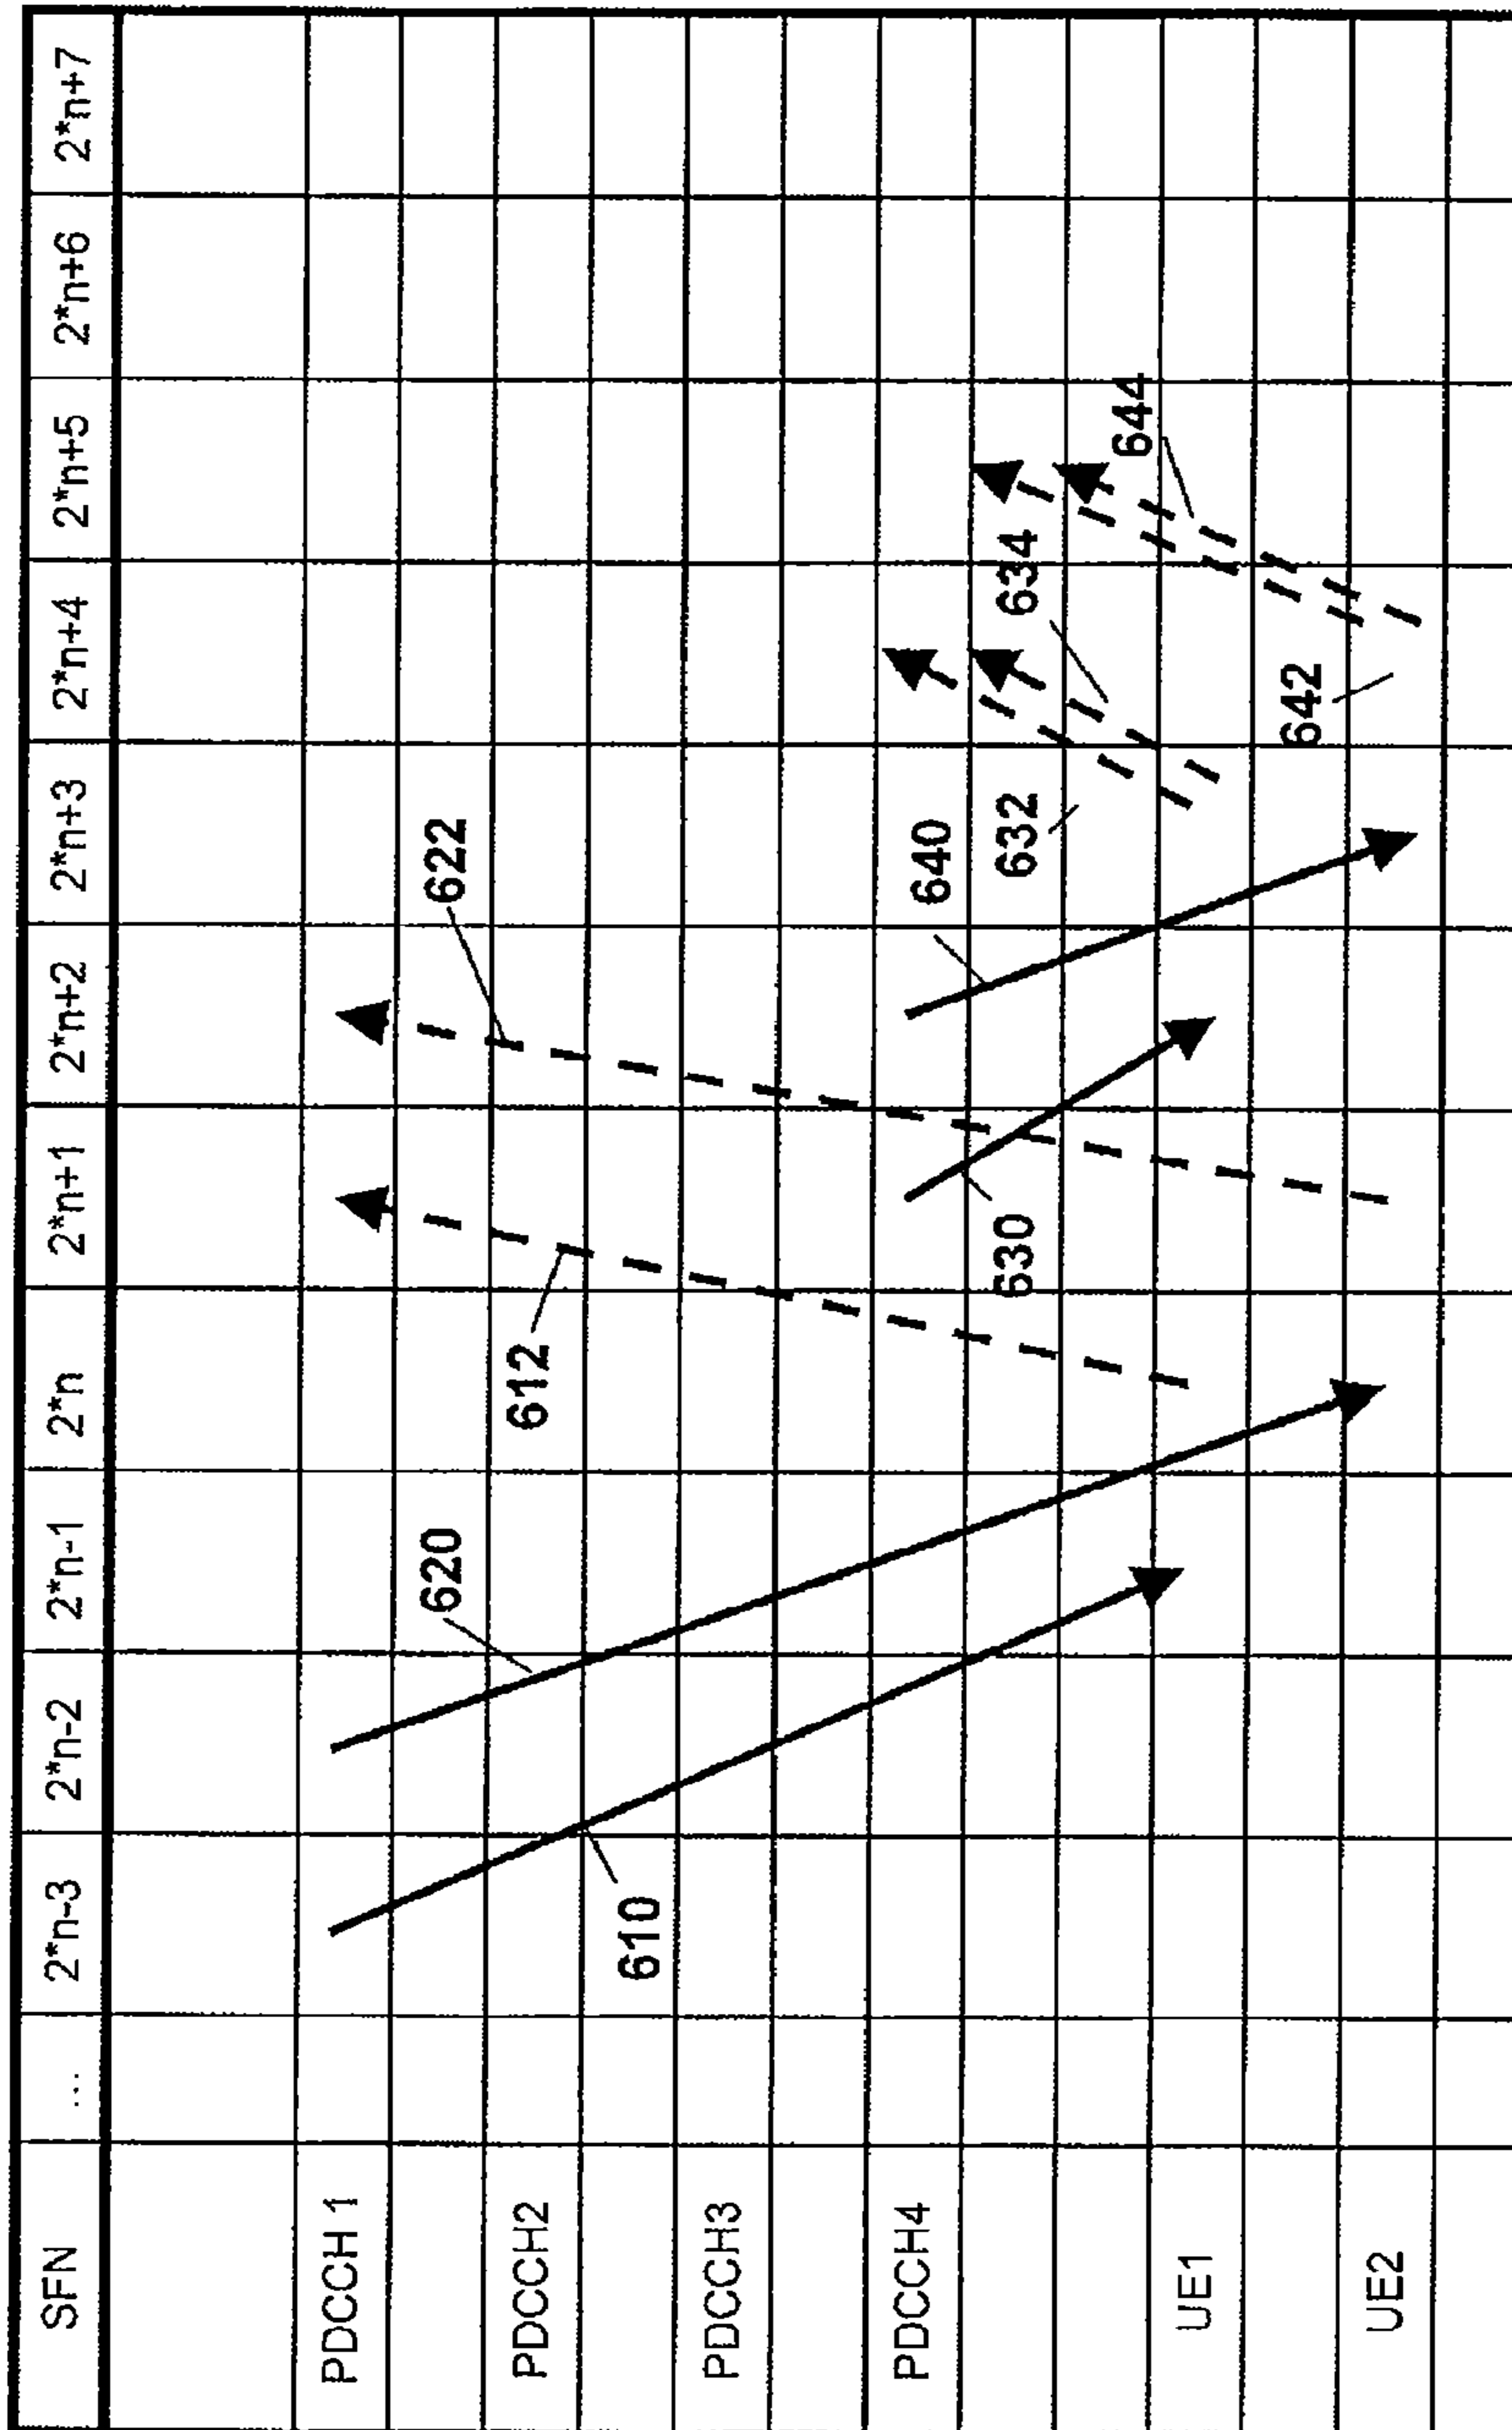 SFN ... 2*n-3 2*n-2 2*n-1 2*n 2*n+1 2*n+2 2*n+3 2*n+4 2*n+5 2*n+6 2*n+7
PDCCH 1
620 622
PDCCH2 612
610
PDCCH3
PDCCH4 640
630 632 634
644
UE1
642
UE2